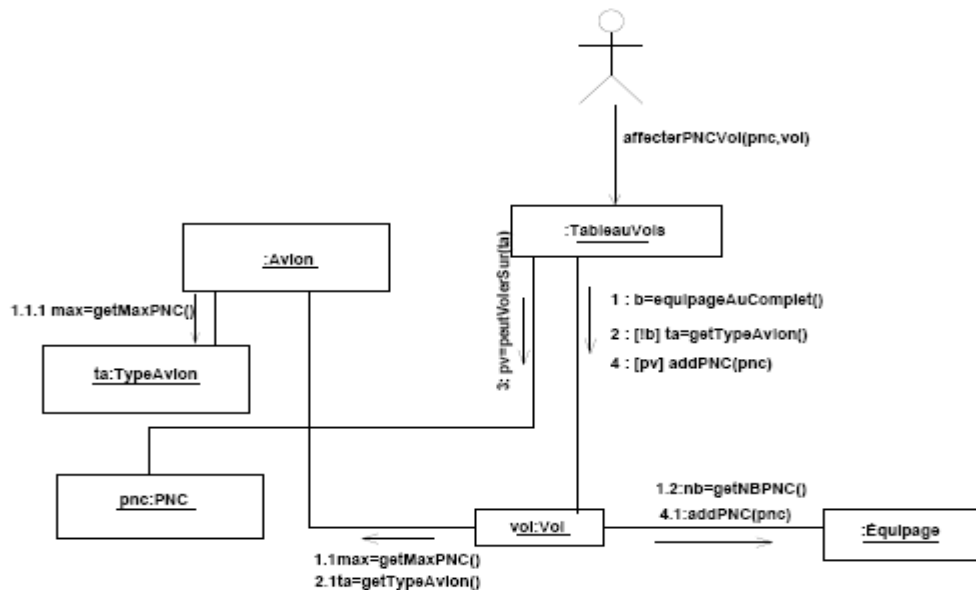 affecterPNCVol(pnc,vol)
:TableauVols
:Avion
3: pv=peutVolerSur(ta)
1 : b=equipageAuComplet()
1.1.1 max=getMaxPNC()
2 : [!b] ta=getTypeAvion()
4 : [pv] addPNC(pnc)
ta:TypeAvion
pnc:PNC
1.2:nb=getNBPNC()
4.1:addPNC(pnc)
vol:Vol
:Équipage
1.1max=getMaxPNC()
2.1ta=getTypeAvion()